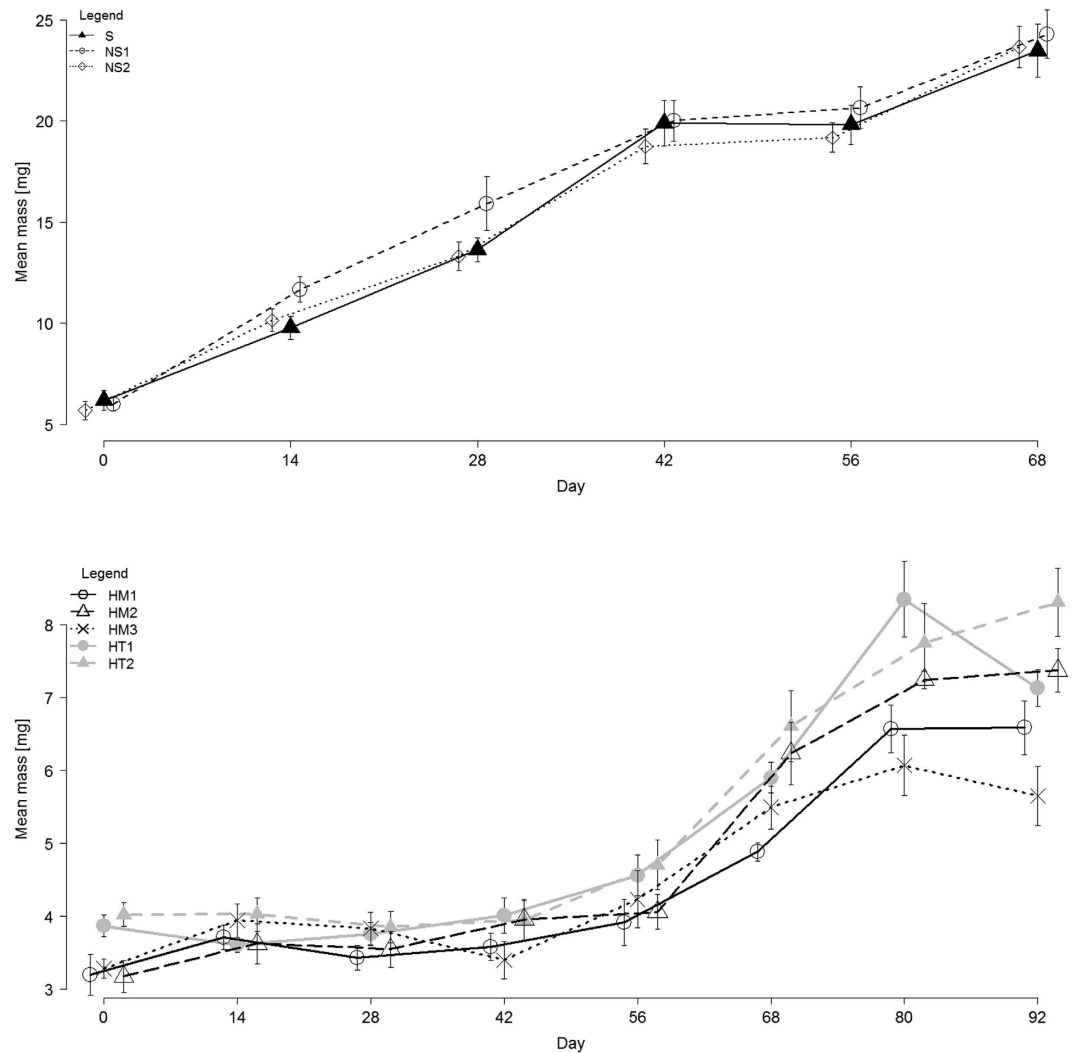 Legend
S
NS1
NS2
25
20
15
10
5
Mean mass [mg]
0 14 28 42 56 68
Day
Legend
HM1
HM2
HM3
HT1
HT2
8
7
6
5
4
3
Mean mass [mg]
0 14 28 42 56 68 80 92
Day